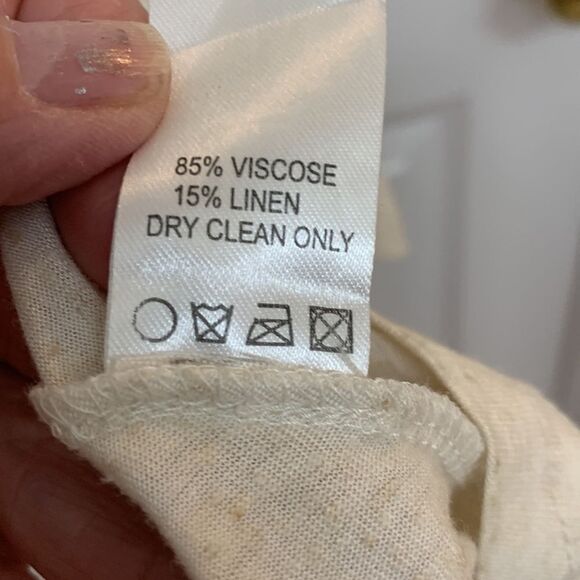 85% VISCOSE
15% LINEN
DRY CLEAN ONLY